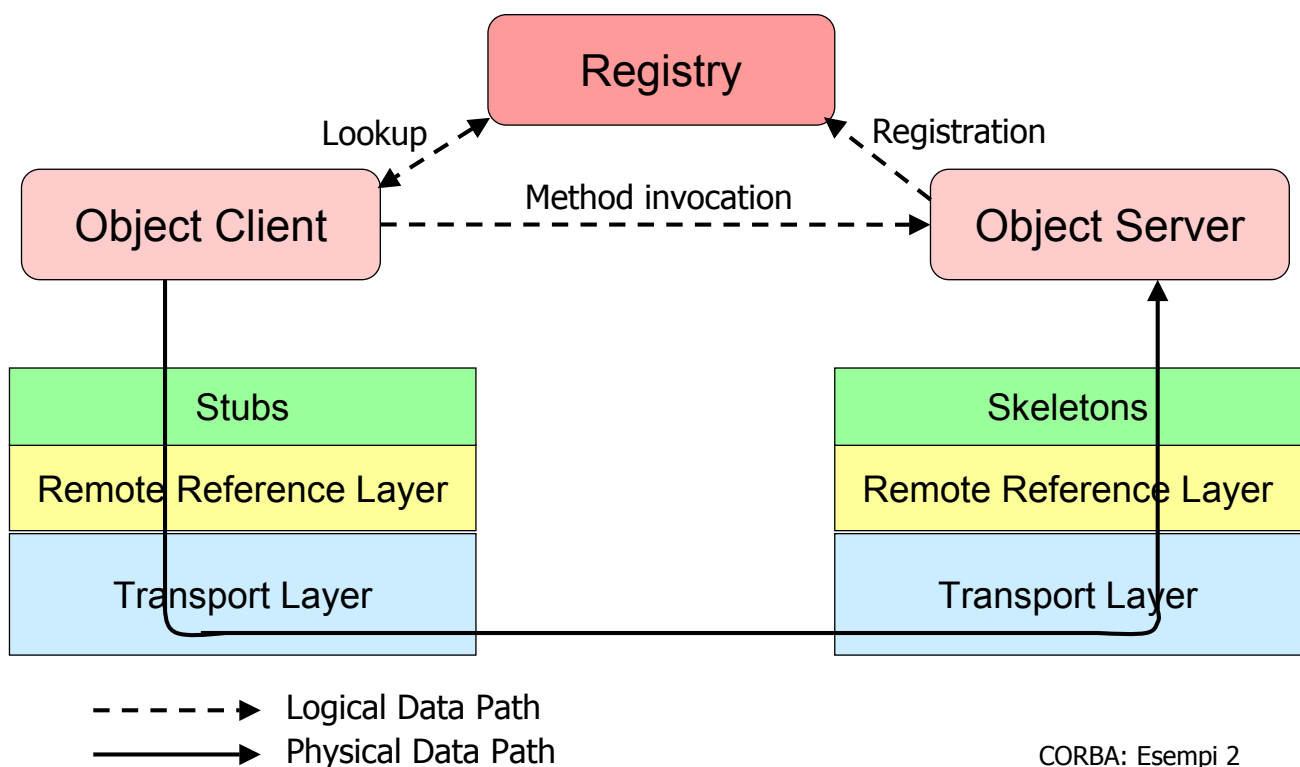 Registry
Lookup
Registration
Method invocation
Object Client
Object Server
Stubs
Skeletons
Remote Reference Layer
Remote Reference Layer
Transport Layer
Transport Layer
Logical Data Path
Physical Data Path
CORBA: Esempi 2